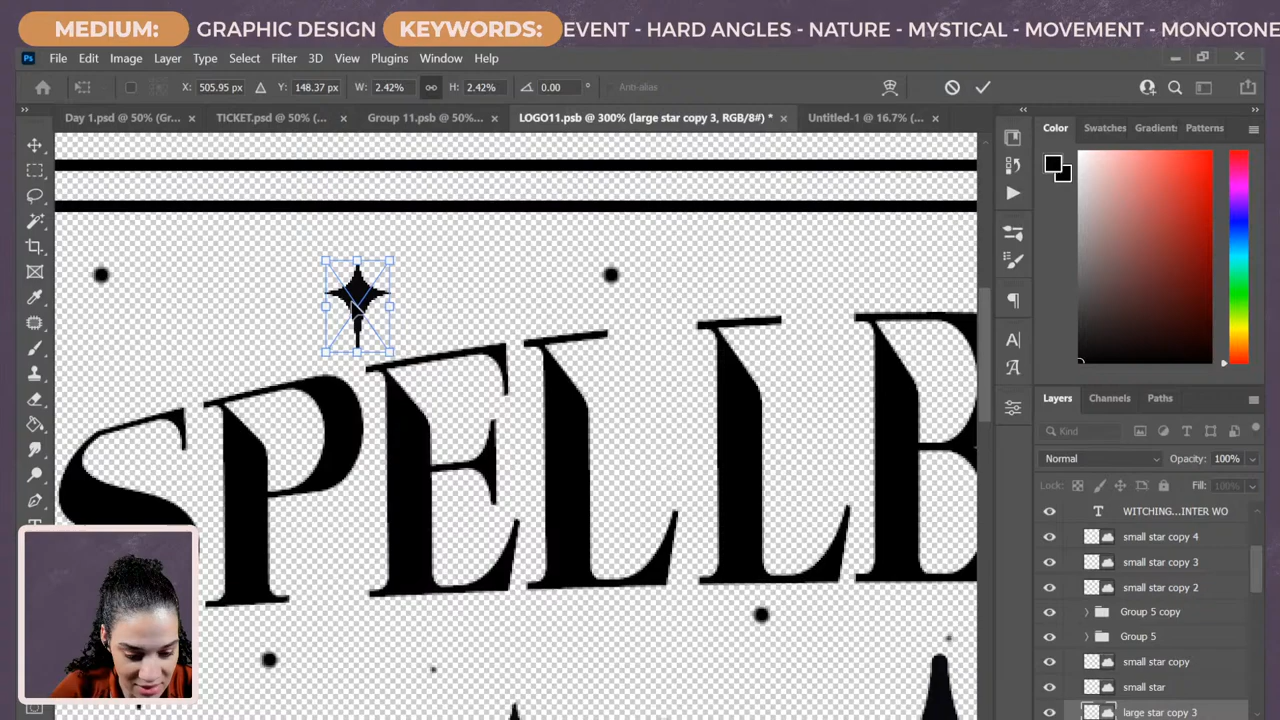 MEDIUM: GRAPHIC DESIGN KEYWORDS: EVENT - HARD ANGLES - NATURE - MYSTICAL - MOVEMENT - MONOTONE
Ps File Edit Image Layer Type Select Filter 3D View Plugins Window Help
X: 505.95 px Y: 148.37 px W: 2.42% H: 2.42% 0.00 ° Anti-alias
Day 1.psd @ 50% (Gr... × TICKET.psd @ 50% (... × Group 11.psb @ 50%... × LOGO11.psb @ 300% (large star copy 3, RGB/8#) * × Untitled-1 @ 16.7% (... ×
Color Swatches Gradient: Patterns
SPELLE
Layers Channels Paths
Kind
Normal Opacity: 100%
Lock: Fill: 100%
T WITCHING...INTER WO
small star copy 4
small star copy 3
small star copy 2
Group 5 copy
Group 5
small star copy
small star
large star copy 3